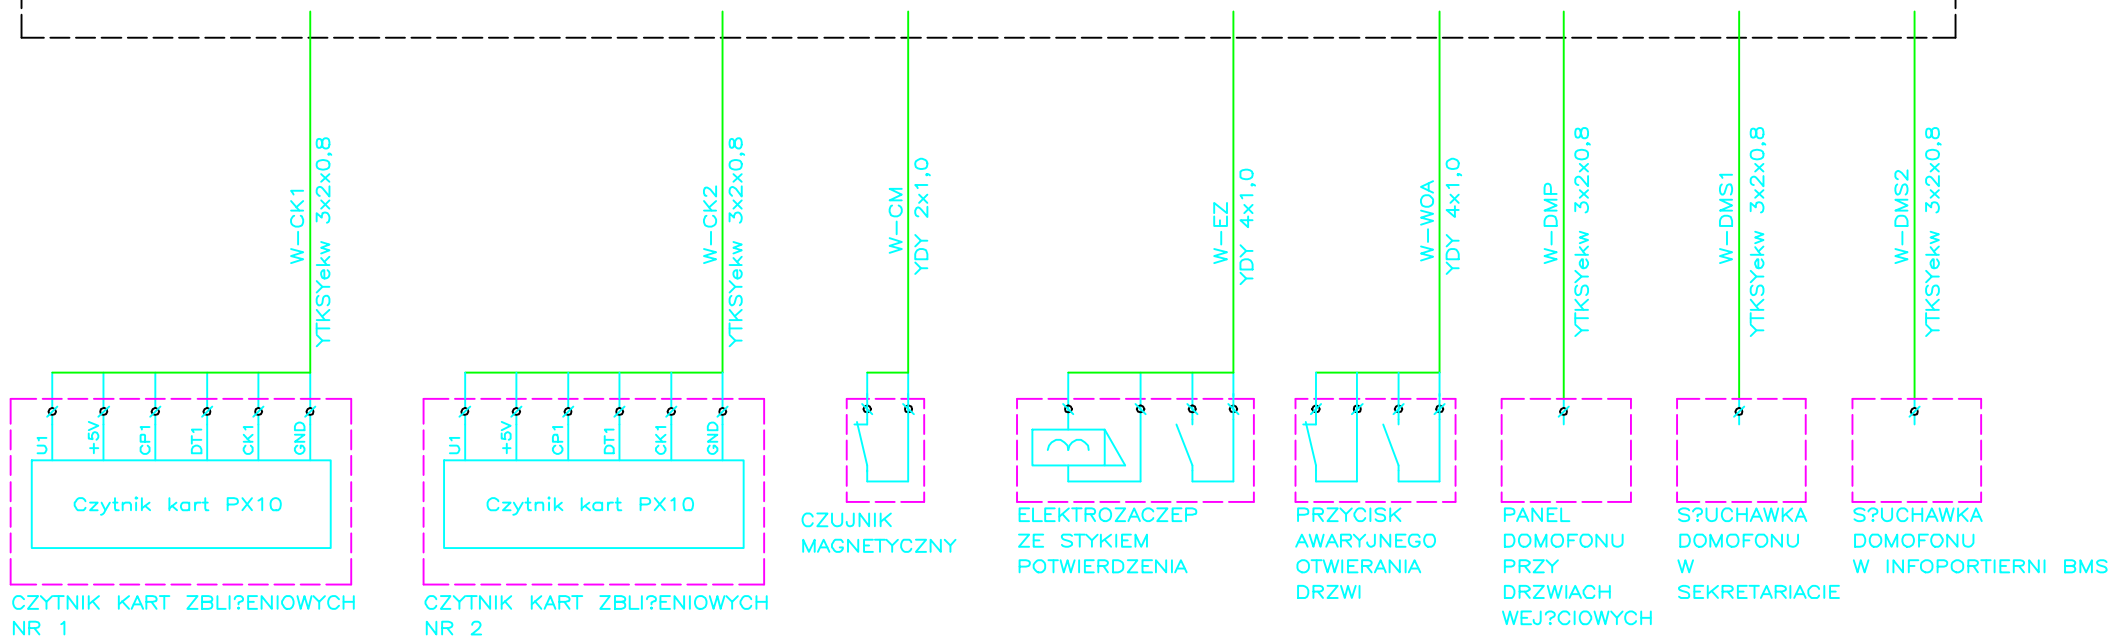 W-CK1
YTKSYekw 3x2x0,8
W-CK2
YTKSYekw 3x2x0,8
W-CM
YDY 2x1,0
W-EZ
YDY 4x1,0
W-WOA
YDY 4x1,0
W-DMP
YTKSYekw 3x2x0,8
W-DMS1
YTKSYekw 3x2x0,8
W-DMS2
YTKSYekw 3x2x0,8
U1
+5V
CP1
DT1
CK1
GND
Czytnik kart PX10
CZYTNIK KART ZBLI?ENIOWYCH
NR 1
U1
+5V
CP1
DT1
CK1
GND
Czytnik kart PX10
CZYTNIK KART ZBLI?ENIOWYCH
NR 2
CZUJNIK
MAGNETYCZNY
ELEKTROZACZEP
ZE STYKIEM
POTWIERDZENIA
PRZYCISK
AWARYJNEGO
OTWIERANIA
DRZWI
PANEL
DOMOFONU
PRZY
DRZWIACH
WEJ?CIOWYCH
S?UCHAWKA
DOMOFONU
W
SEKRETARIACIE
S?UCHAWKA
DOMOFONU
W INFOPORTIERNI BMS